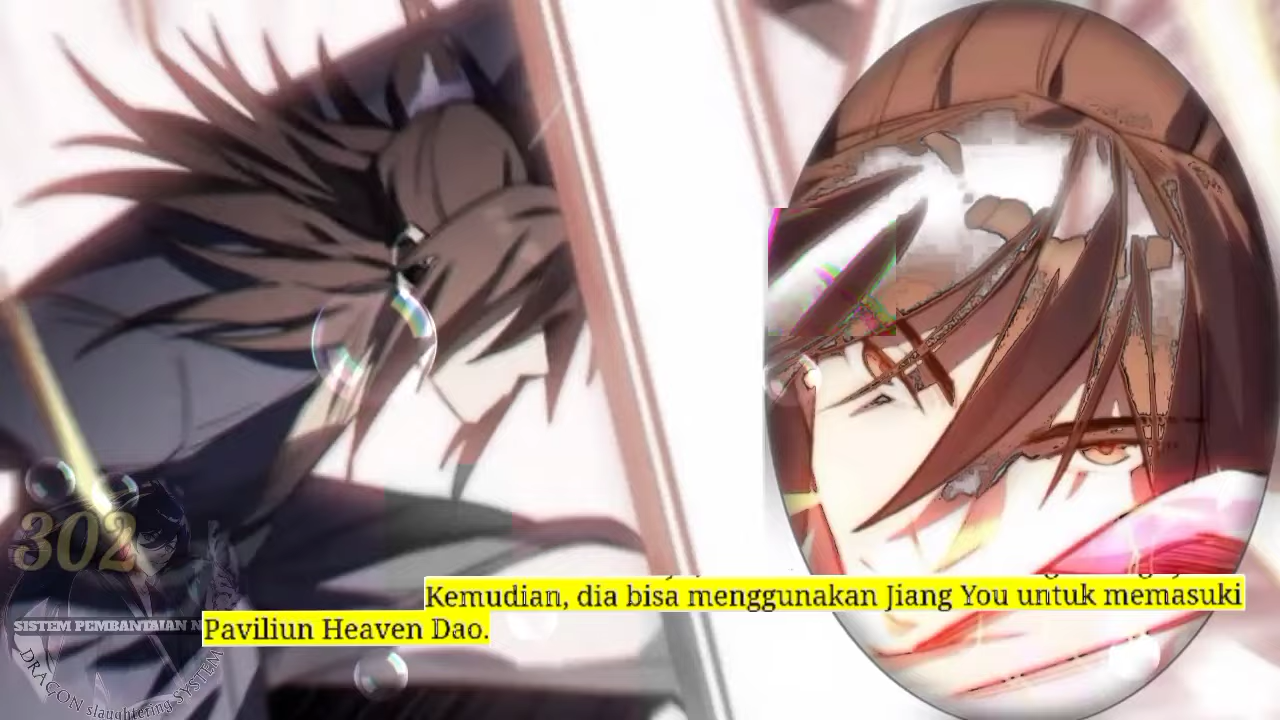 302
SISTEM PEMBANTAIAN N
DRAGON slaughtering SYSTEM
Kemudian, dia bisa menggunakan Jiang You untuk memasuki
Paviliun Heaven Dao.